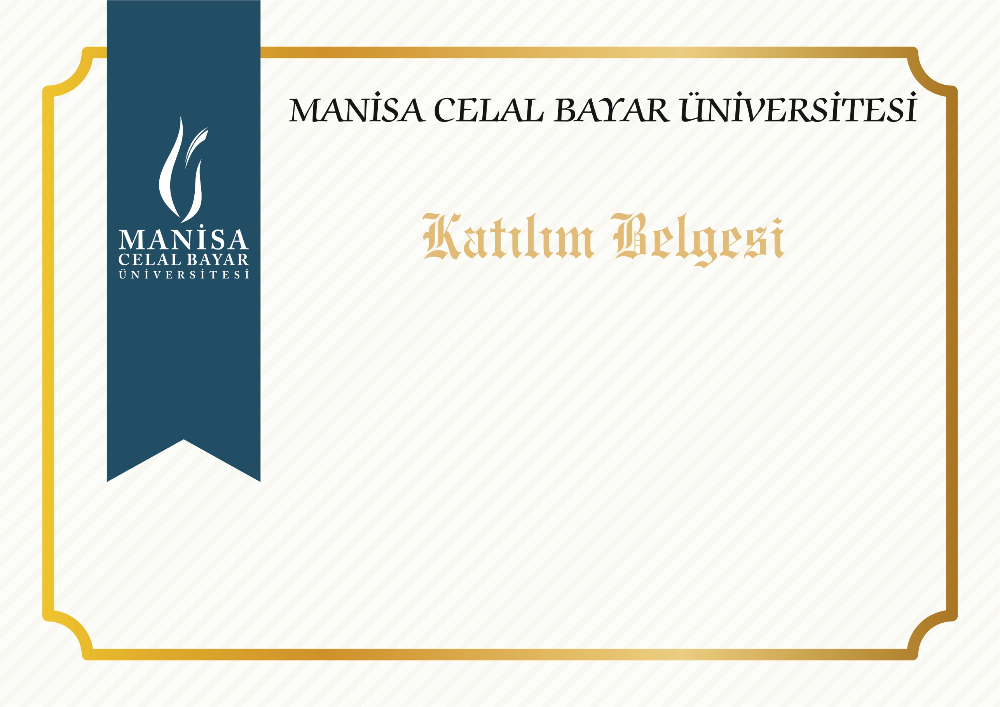 MANİSA CELAL BAYAR ÜNİVERSİTESİ
MANİSA
CELAL BAYAR
ÜNİVERSİTESİ
Katılım Belgesi